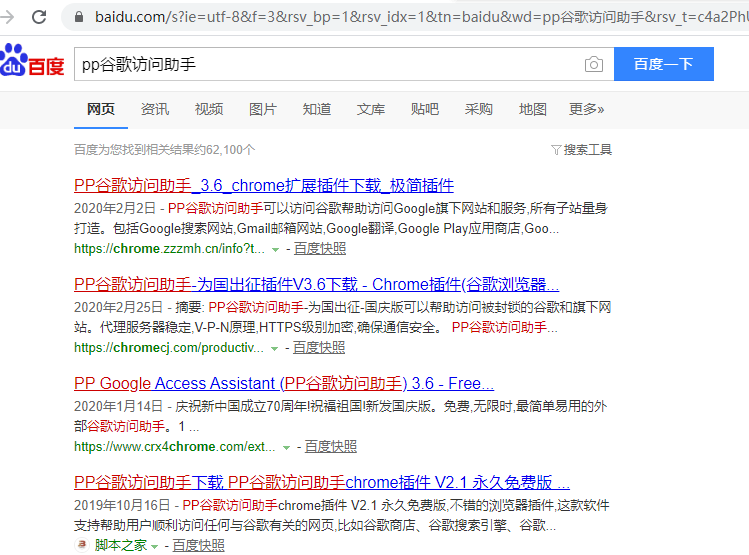 baidu.com/s?ie=utf-8&f=3&rsv_bp=1&rsv_idx=1&tn=baidu&wd=pp谷歌访问助手&rsv_t=c4a2Ph
du 百度 pp谷歌访问助手 百度一下
网页 资讯 视频 图片 知道 文库 贴吧 采购 地图 更多»
百度为您找到相关结果约62,100个 搜索工具
PP谷歌访问助手_3.6_chrome扩展插件下载_极简插件
2020年2月2日 - PP谷歌访问助手可以访问谷歌帮助访问Google旗下网站和服务,所有子站量身
打造。包括Google搜索网站,Gmail邮箱网站,Google翻译,Google Play应用商店,Goo...
https://chrome.zzzmh.cn/info?t... - 百度快照
PP谷歌访问助手-为国出征插件V3.6下载 - Chrome插件(谷歌浏览器...
2020年2月25日 - 摘要: PP谷歌访问助手-为国出征-国庆版可以帮助访问被封锁的谷歌和旗下网
站。代理服务器稳定,V-P-N原理,HTTPS级别加密,确保通信安全。 PP谷歌访问助手...
https://chromecj.com/productiv... - 百度快照
PP Google Access Assistant (PP谷歌访问助手) 3.6 - Free...
2020年1月14日 - 庆祝新中国成立70周年!祝福祖国!新发国庆版。免费,无限时,最简单易用的外
部谷歌访问助手。1 ...
https://www.crx4chrome.com/ext... - 百度快照
PP谷歌访问助手下载 PP谷歌访问助手chrome插件 V2.1 永久免费版 ...
2019年10月16日 - PP谷歌访问助手chrome插件 V2.1 永久免费版,不错的浏览器插件,这款软件
支持帮助用户顺利访问任何与谷歌有关的网页,比如谷歌商店、谷歌搜索引擎、谷歌...
脚本之家 - 百度快照